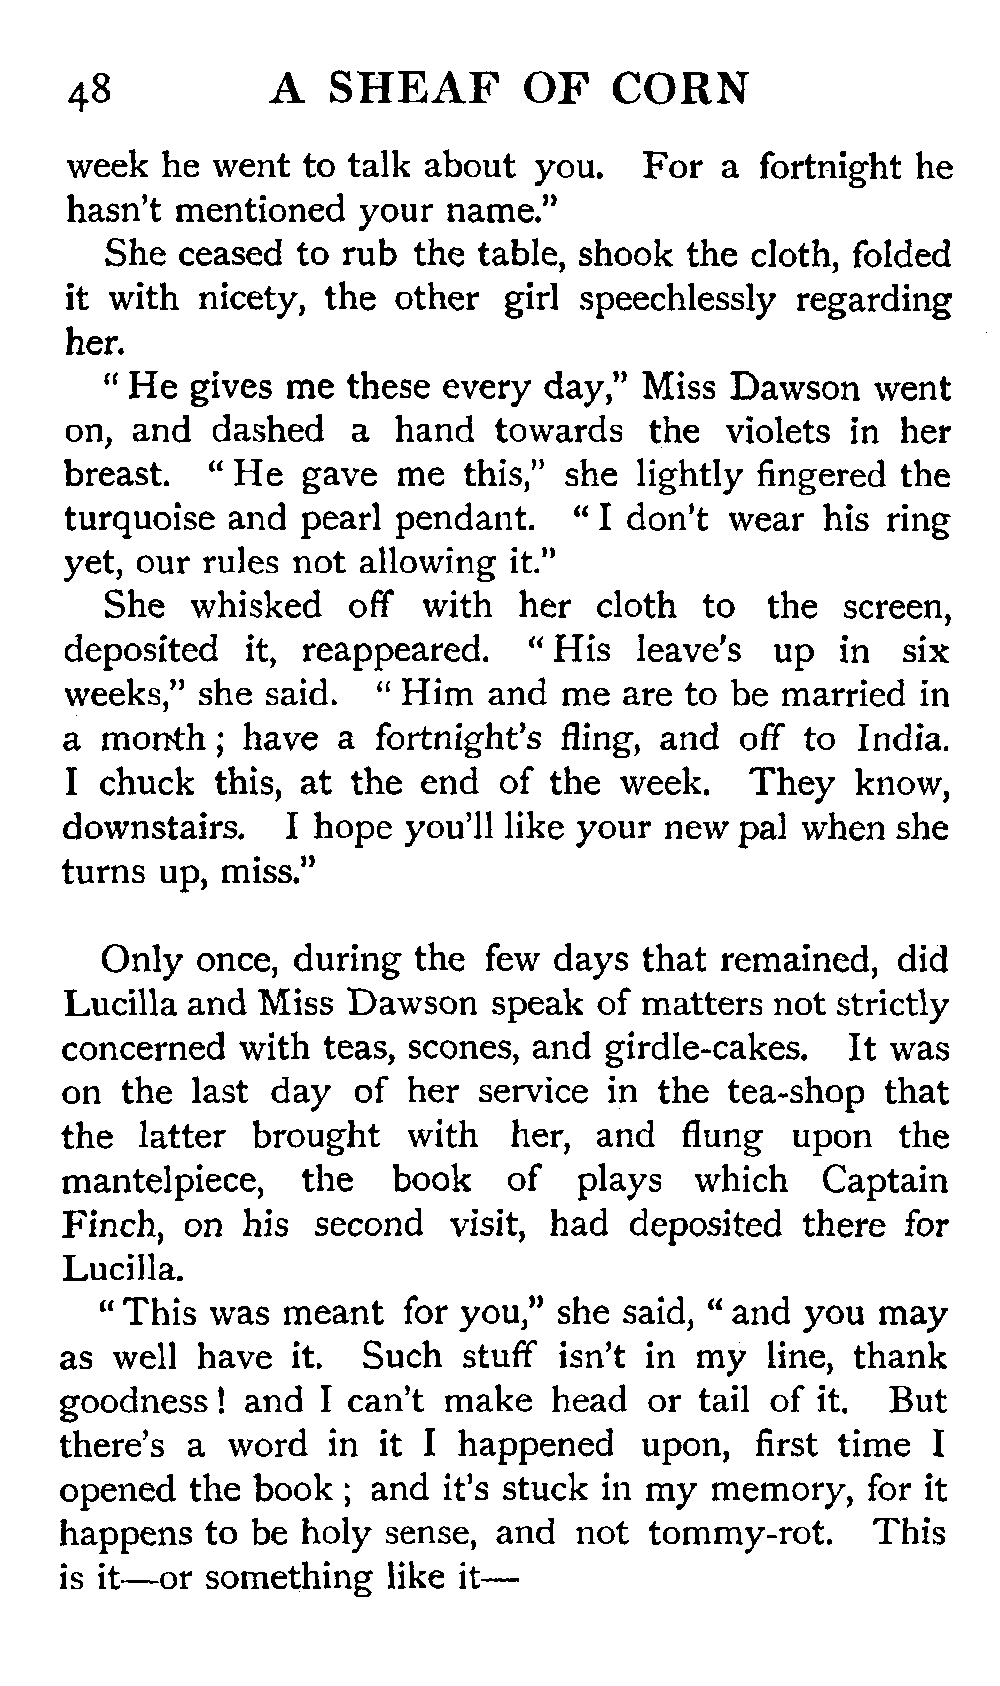 48 A SHEAF OF CORN
week he went to talk about you. For a fortnight he
hasn't mentioned your name."
She ceased to rub the table, shook the cloth, folded
it with nicety, the other girl speechlessly regarding
her.
"He gives me these every day," Miss Dawson went
on, and dashed a hand towards the violets in her
breast. "He gave me this," she lightly fingered the
turquoise and pearl pendant. "I don't wear his ring
yet, our rules not allowing it."
She whisked off with her cloth to the screen,
deposited it, reappeared. "His leave's up in six
weeks," she said. "Him and me are to be married in
a month; have a fortnight's fling, and off to India.
I chuck this, at the end of the week. They know,
downstairs. I hope you'll like your new pal when she
turns up, miss."
Only once, during the few days that remained, did
Lucilla and Miss Dawson speak of matters not strictly
concerned with teas, scones, and girdle-cakes. It was
on the last day of her service in the tea-shop that
the latter brought with her, and flung upon the
mantelpiece, the book of plays which Captain
Finch, on his second visit, had deposited there for
Lucilla.
"This was meant for you," she said, "and you may
as well have it. Such stuff isn't in my line, thank
goodness! and I can't make head or tail of it. But
there's a word in it I happened upon, first time I
opened the book; and it's stuck in my memory, for it
happens to be holy sense, and not tommy-rot. This
is it—or something like it—